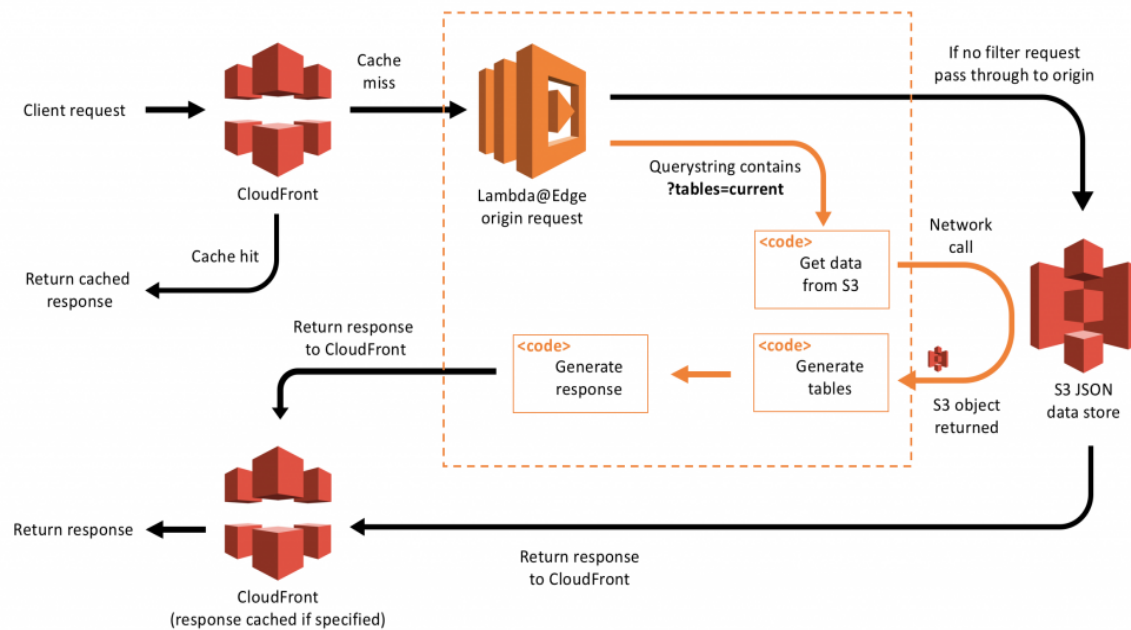 Client request
CloudFront
Cache
miss
Lambda@Edge
origin request
If no filter request
pass through to origin
Querystring contains
?tables=current
Cache hit
Return cached
response
<code>
Get data
from S3
Network
call
S3 JSON
data store
<code>
Generate
tables
S3 object
returned
<code>
Generate
response
Return response
to CloudFront
Return response
to CloudFront
CloudFront
(response cached if specified)
Return response